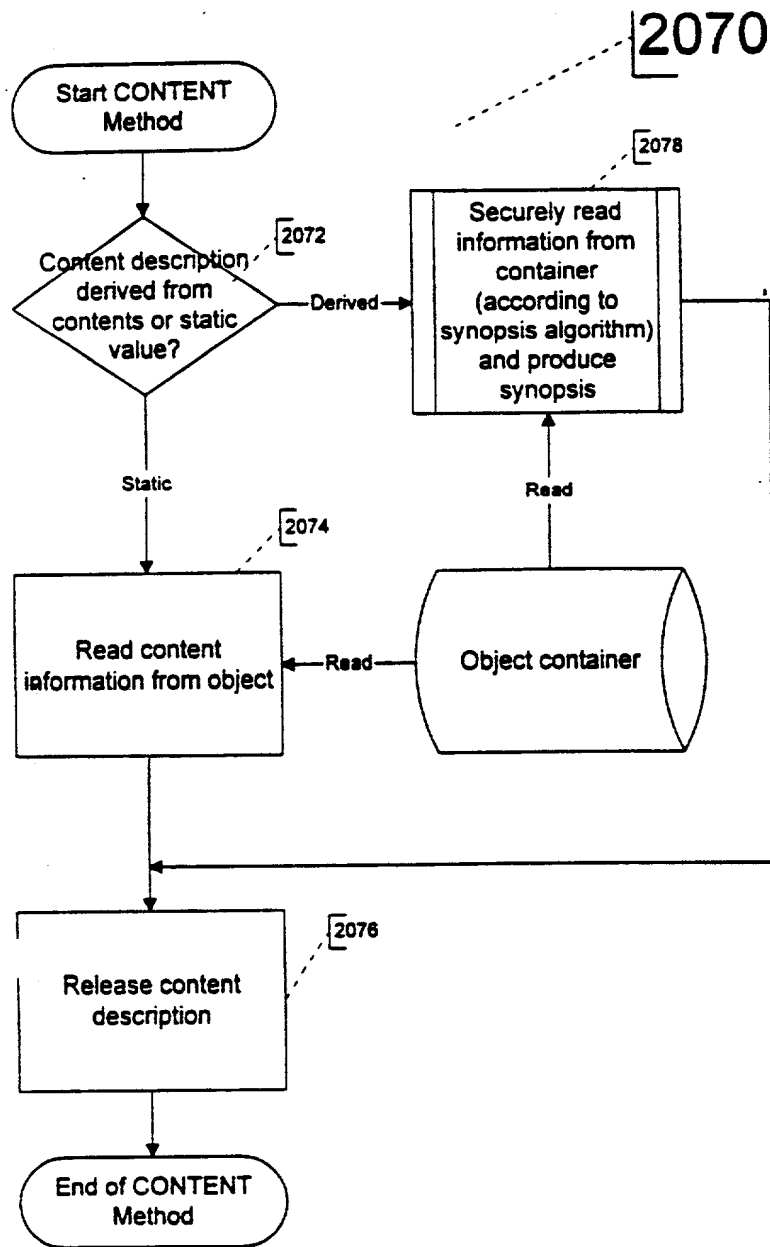 2070
Start CONTENT
Method
2078
2072
Content description
derived from
contents or static
value?
Derived
Securely read
information from
container
(according to
synopsis algorithm)
and produce
synopsis
Static
Read
2074
Read content
information from object
Read
Object container
2076
Release content
description
End of CONTENT
Method